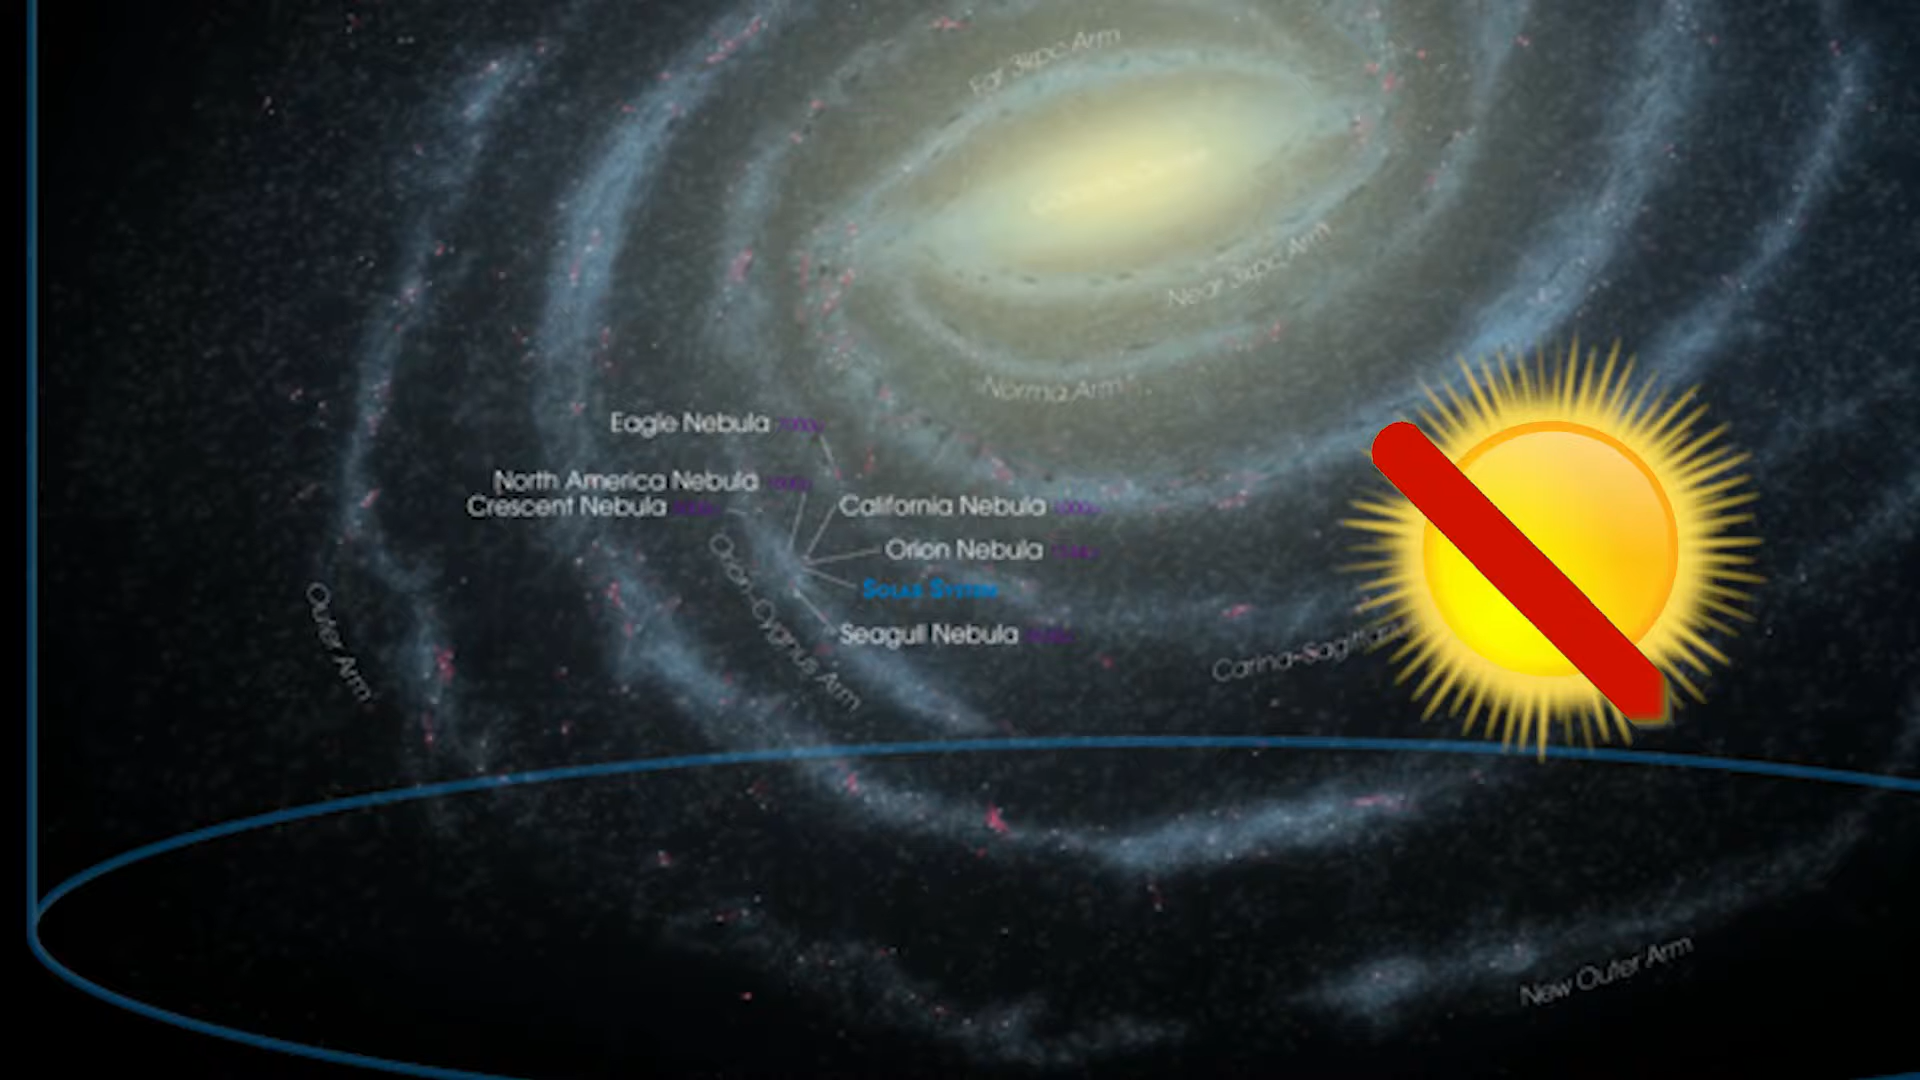 Far 3kpc Arm
Near 3kpc Arm
Norma Arm
Eagle Nebula
North America Nebula
Crescent Nebula
California Nebula
Orion Nebula
Solar System
Seagull Nebula
Orion-Cygnus Arm
Outer Arm
New Outer Arm